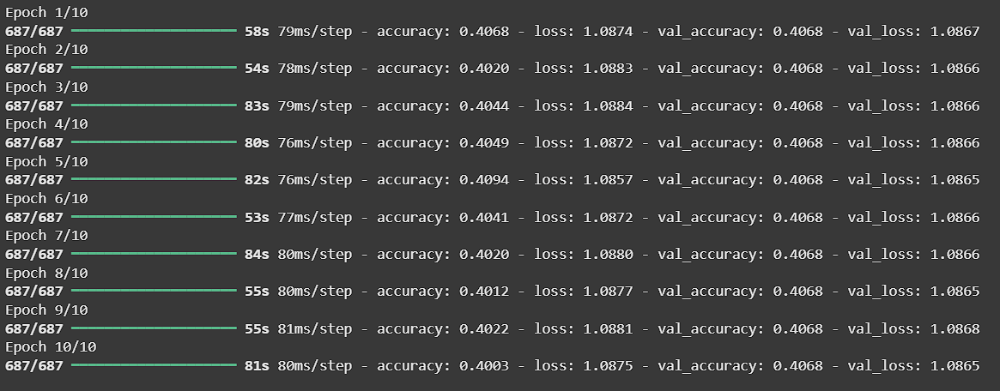 Epoch 1/10
687/687 58s 79ms/step - accuracy: 0.4068 - loss: 1.0874 - val_accuracy: 0.4068 - val_loss: 1.0867
Epoch 2/10
687/687 54s 78ms/step - accuracy: 0.4020 - loss: 1.0883 - val_accuracy: 0.4068 - val_loss: 1.0866
Epoch 3/10
687/687 83s 79ms/step - accuracy: 0.4044 - loss: 1.0884 - val_accuracy: 0.4068 - val_loss: 1.0866
Epoch 4/10
687/687 80s 76ms/step - accuracy: 0.4049 - loss: 1.0872 - val_accuracy: 0.4068 - val_loss: 1.0866
Epoch 5/10
687/687 82s 76ms/step - accuracy: 0.4094 - loss: 1.0857 - val_accuracy: 0.4068 - val_loss: 1.0865
Epoch 6/10
687/687 53s 77ms/step - accuracy: 0.4041 - loss: 1.0872 - val_accuracy: 0.4068 - val_loss: 1.0866
Epoch 7/10
687/687 84s 80ms/step - accuracy: 0.4020 - loss: 1.0880 - val_accuracy: 0.4068 - val_loss: 1.0866
Epoch 8/10
687/687 55s 80ms/step - accuracy: 0.4012 - loss: 1.0877 - val_accuracy: 0.4068 - val_loss: 1.0865
Epoch 9/10
687/687 55s 81ms/step - accuracy: 0.4022 - loss: 1.0881 - val_accuracy: 0.4068 - val_loss: 1.0868
Epoch 10/10
687/687 81s 80ms/step - accuracy: 0.4003 - loss: 1.0875 - val_accuracy: 0.4068 - val_loss: 1.0865